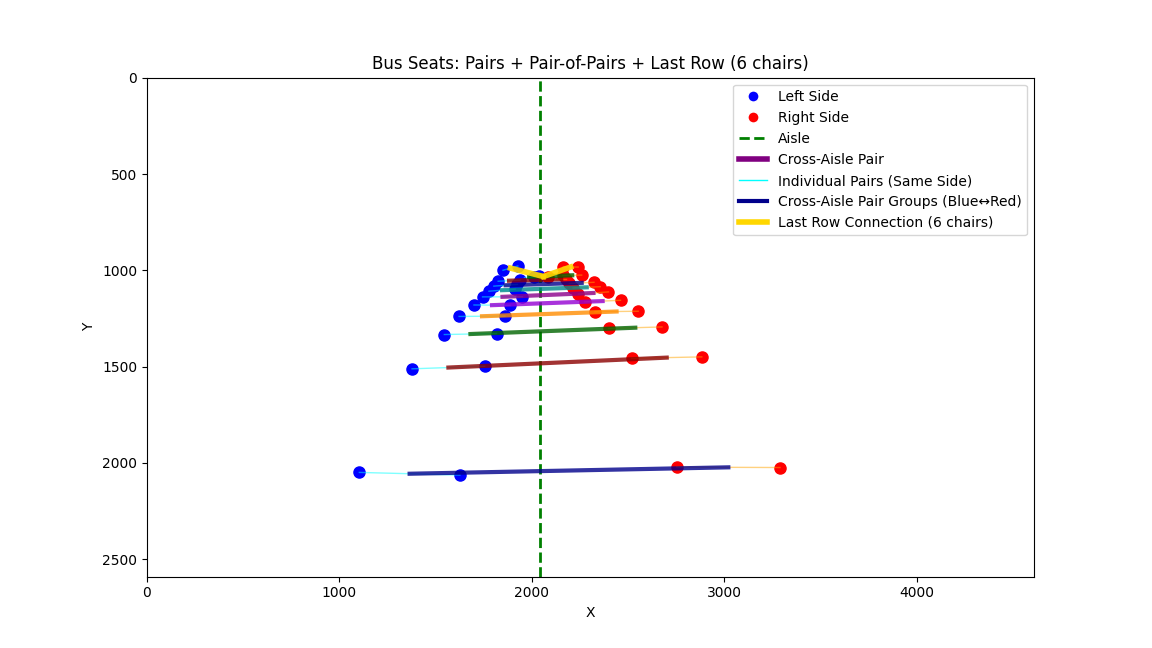 Bus Seats: Pairs + Pair-of-Pairs + Last Row (6 chairs)
0
500
1000
1500
2000
2500
Y
Left Side
Right Side
Aisle
Cross-Aisle Pair
Individual Pairs (Same Side)
Cross-Aisle Pair Groups (Blue↔Red)
Last Row Connection (6 chairs)
0 1000 2000 3000 4000
X